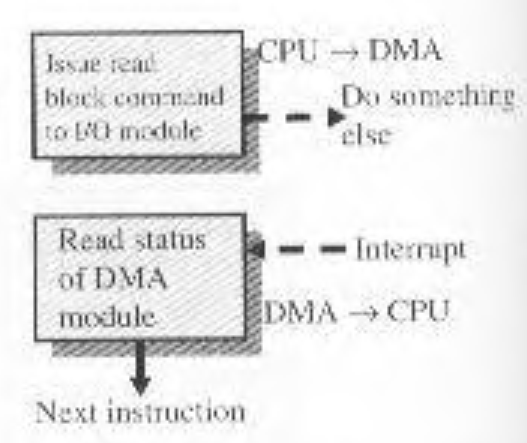 Issue read
block command
to I/O module
CPU → DMA
Do something
else
Read status
of DMA
module
Interrupt
DMA → CPU
Next instruction